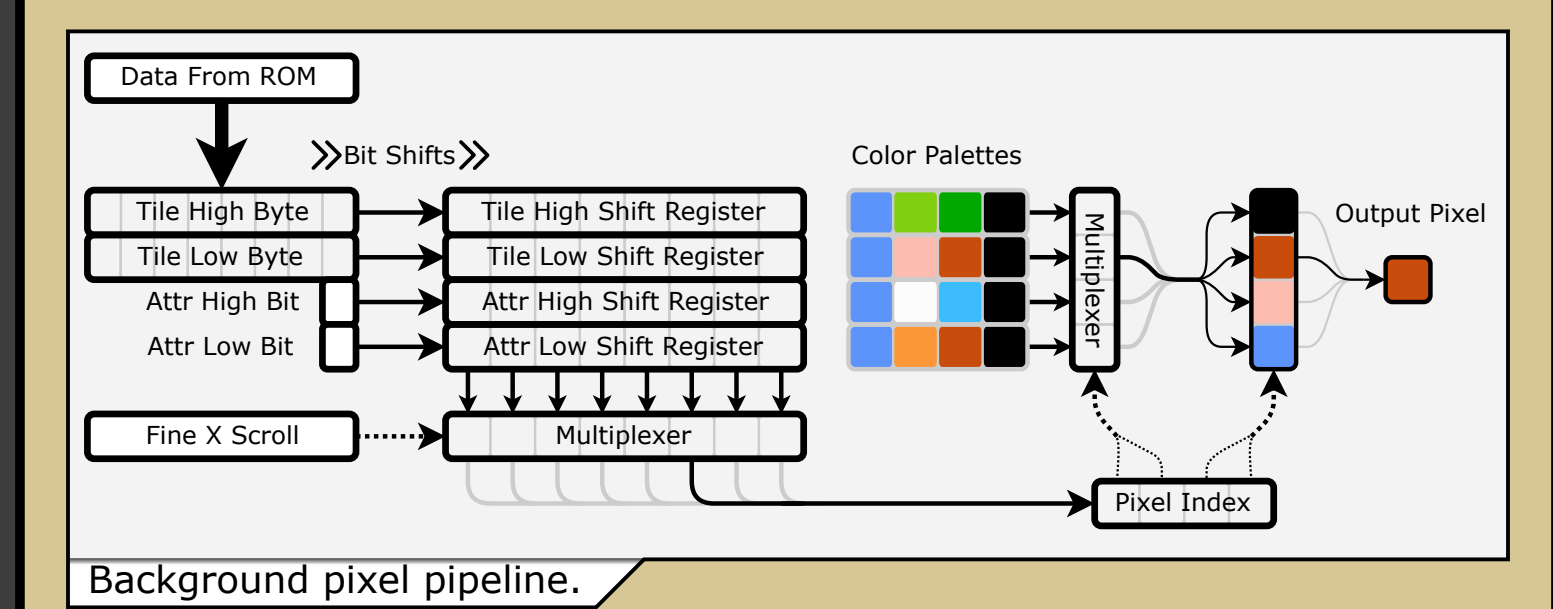 Data From ROM
Bit Shifts
Color Palettes
Tile High Byte
Tile High Shift Register
Output Pixel
Tile Low Byte
Tile Low Shift Register
Multiplexer
Attr High Bit
Attr High Shift Register
Attr Low Bit
Attr Low Shift Register
Fine X Scroll
Multiplexer
Pixel Index
Background pixel pipeline.